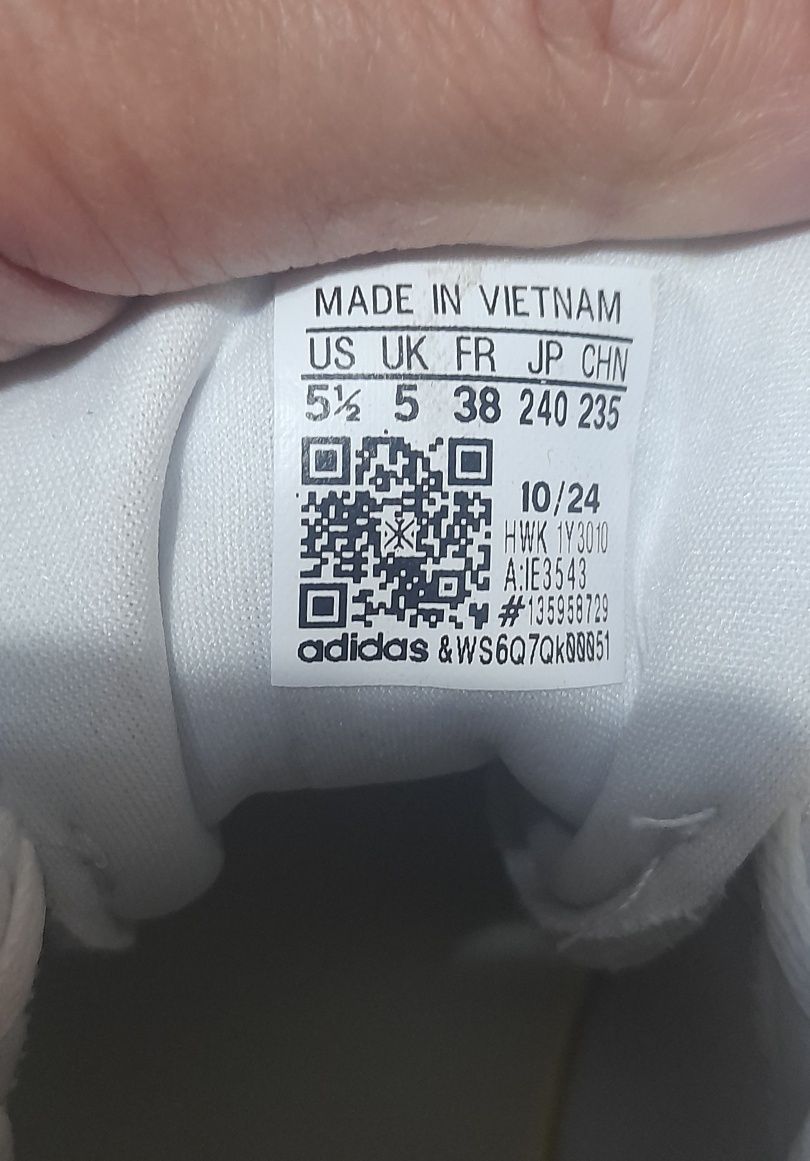 MADE IN VIETNAM
US UK FR JP CHN
5½ 5 38 240 235
10/24
HWK 1Y3010
A:IE3543
#135958729
adidas &WS6Q7Qk00051